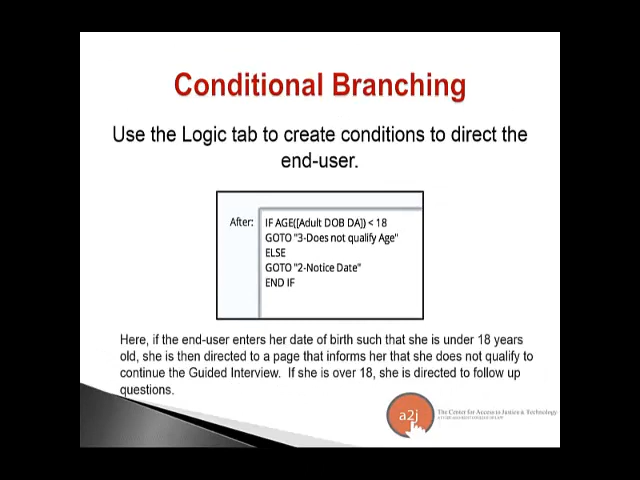 Conditional Branching
Use the Logic tab to create conditions to direct the
end-user.
After: IF AGE([Adult DOB DA]) < 18
GOTO "3-Does not qualify Age"
ELSE
GOTO "2-Notice Date"
END IF
Here, if the end-user enters her date of birth such that she is under 18 years
old, she is then directed to a page that informs her that she does not qualify to
continue the Guided Interview. If she is over 18, she is directed to follow up
questions.
a2j
The Center for Access to Justice & Technology